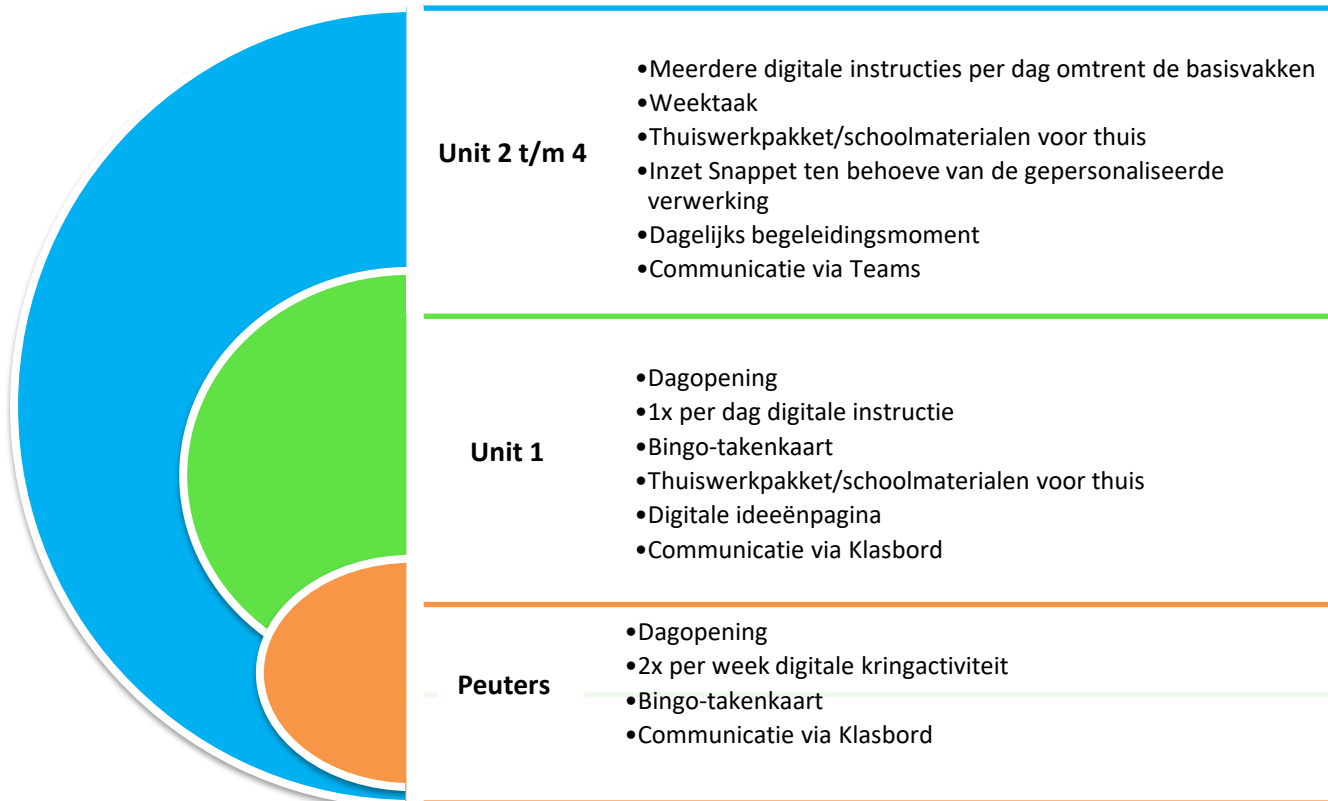 Unit 2 t/m 4
•Meerdere digitale instructies per dag omtrent de basisvakken
•Weektaak
•Thuiswerkpakket/schoolmaterialen voor thuis
•Inzet Snappet ten behoeve van de gepersonaliseerde
verwerking
•Dagelijks begeleidingsmoment
•Communicatie via Teams
Unit 1
•Dagopening
•1x per dag digitale instructie
•Bingo-takenkaart
•Thuiswerkpakket/schoolmaterialen voor thuis
•Digitale ideeënpagina
•Communicatie via Klasbord
Peuters
•Dagopening
•2x per week digitale kringactiviteit
•Bingo-takenkaart
•Communicatie via Klasbord